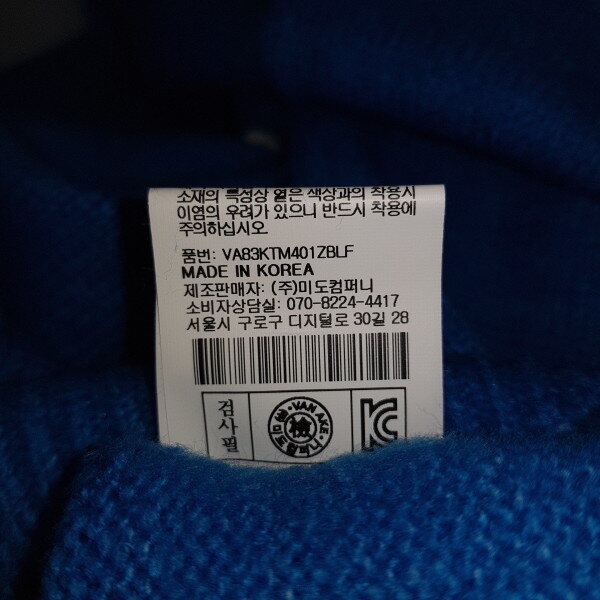 소재의 특성상 옅은 색상과의 착용시
이염의 우려가 있으니 반드시 착용에
주의하십시오
품번: VA83KTM401ZBLF
MADE IN KOREA
제조판매자: (주)미도컴퍼니
소비자상담실: 070-8224-4417
서울시 구로구 디지털로 30길 28
검사필
VAN AKE
檢
㈜미도컴퍼니
KC